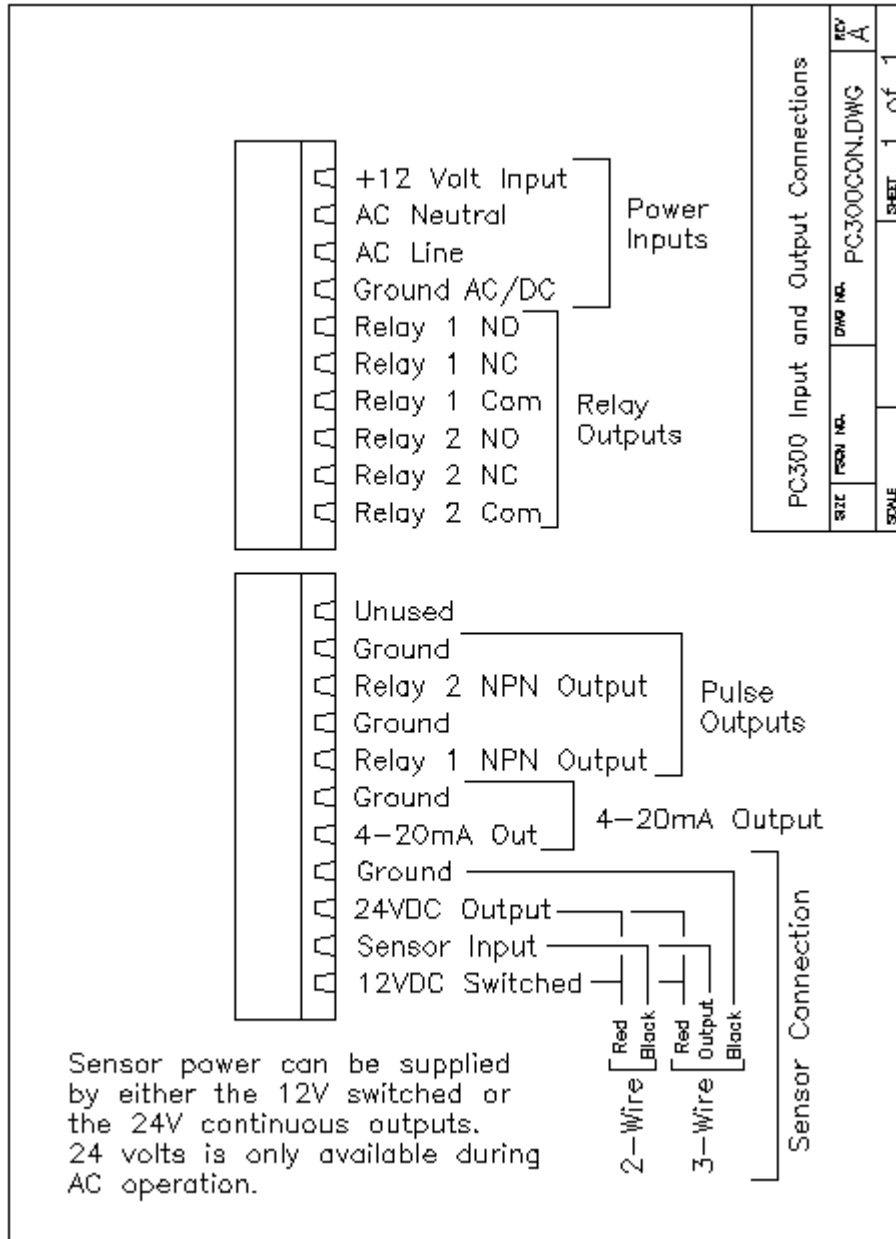 +12 Volt Input
AC Neutral
AC Line
Ground AC/DC
Power
Inputs
Relay 1 NO
Relay 1 NC
Relay 1 Com
Relay 2 NO
Relay 2 NC
Relay 2 Com
Relay
Outputs
Unused
Ground
Relay 2 NPN Output
Ground
Relay 1 NPN Output
Pulse
Outputs
Ground
4-20mA Out
4-20mA Output
Ground
24VDC Output
Sensor Input
12VDC Switched
Red
Black
2-Wire
Red
Output
Black
3-Wire
Sensor Connection
Sensor power can be supplied
by either the 12V switched or
the 24V continuous outputs.
24 volts is only available during
AC operation.
PC300 Input and Output Connections
SIZE
FSCM NO.
DWG NO.
PC300CON.DWG
REV
A
SCALE
SHEET
1 of 1